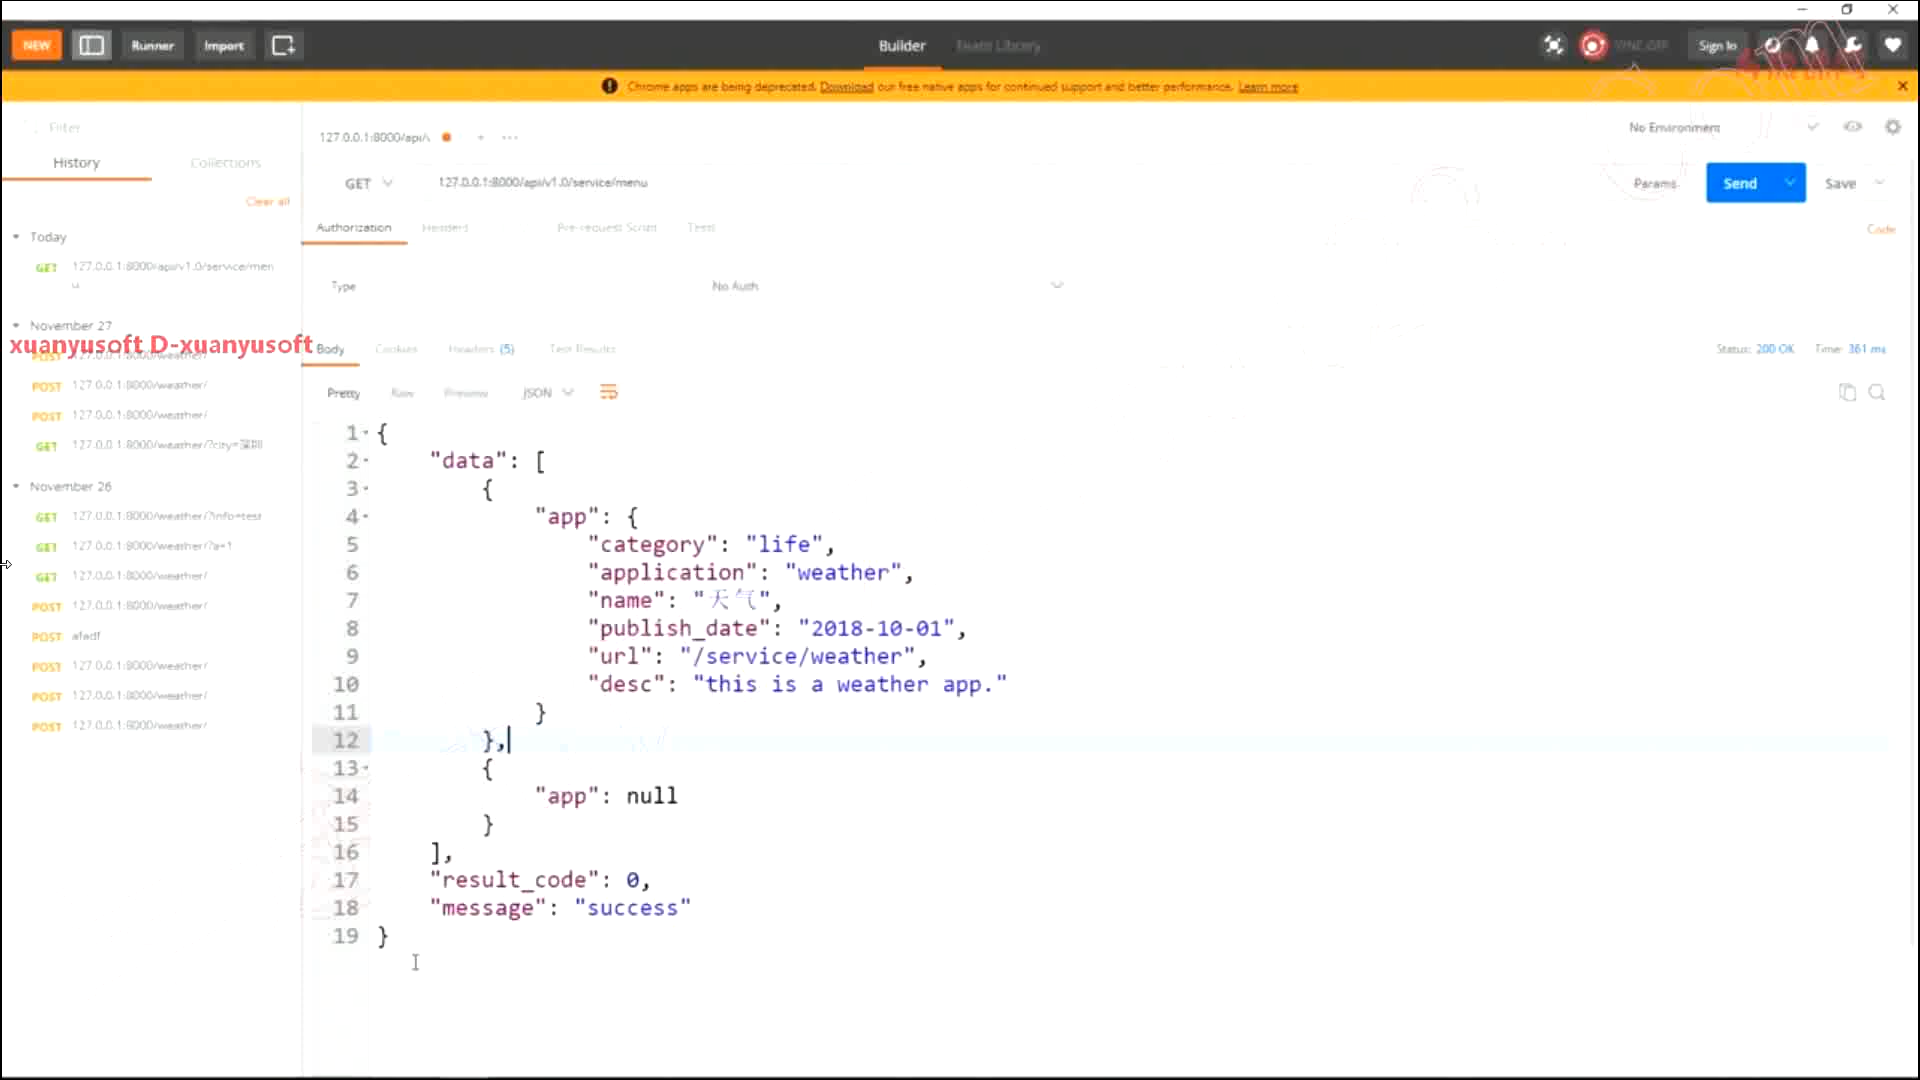 NEW
Runner
Import
Builder
Team Library
SYNC OFF
Sign In
Chrome apps are being deprecated. Download our free native apps for continued support and better performance. Learn more
Filter
History
Collections
Clear all
Today
GET 127.0.0.1:8000/api/v1.0/service/men
u
November 27
xuanyusoft D-xuanyusoft
POST 127.0.0.1:8000/weather/
POST 127.0.0.1:8000/weather/
POST 127.0.0.1:8000/weather/
GET 127.0.0.1:8000/weather/?city=深圳
November 26
GET 127.0.0.1:8000/weather/?info=test
GET 127.0.0.1:8000/weather/?a=1
GET 127.0.0.1:8000/weather/
POST 127.0.0.1:8000/weather/
POST afadf
POST 127.0.0.1:8000/weather/
POST 127.0.0.1:8000/weather/
POST 127.0.0.1:8000/weather/
127.0.0.1:8000/api/
No Environment
GET
127.0.0.1:8000/api/v1.0/service/menu
Params
Send
Save
Authorization
Headers
Pre-request Script
Tests
Code
Type
No Auth
Body
Cookies
Headers (5)
Test Results
Status: 200 OK
Time: 361 ms
Pretty
Raw
Preview
JSON
1 {
2 "data": [
3 {
4 "app": {
5 "category": "life",
6 "application": "weather",
7 "name": "天气",
8 "publish_date": "2018-10-01",
9 "url": "/service/weather",
10 "desc": "this is a weather app."
11 }
12 },
13 {
14 "app": null
15 }
16 ],
17 "result_code": 0,
18 "message": "success"
19 }